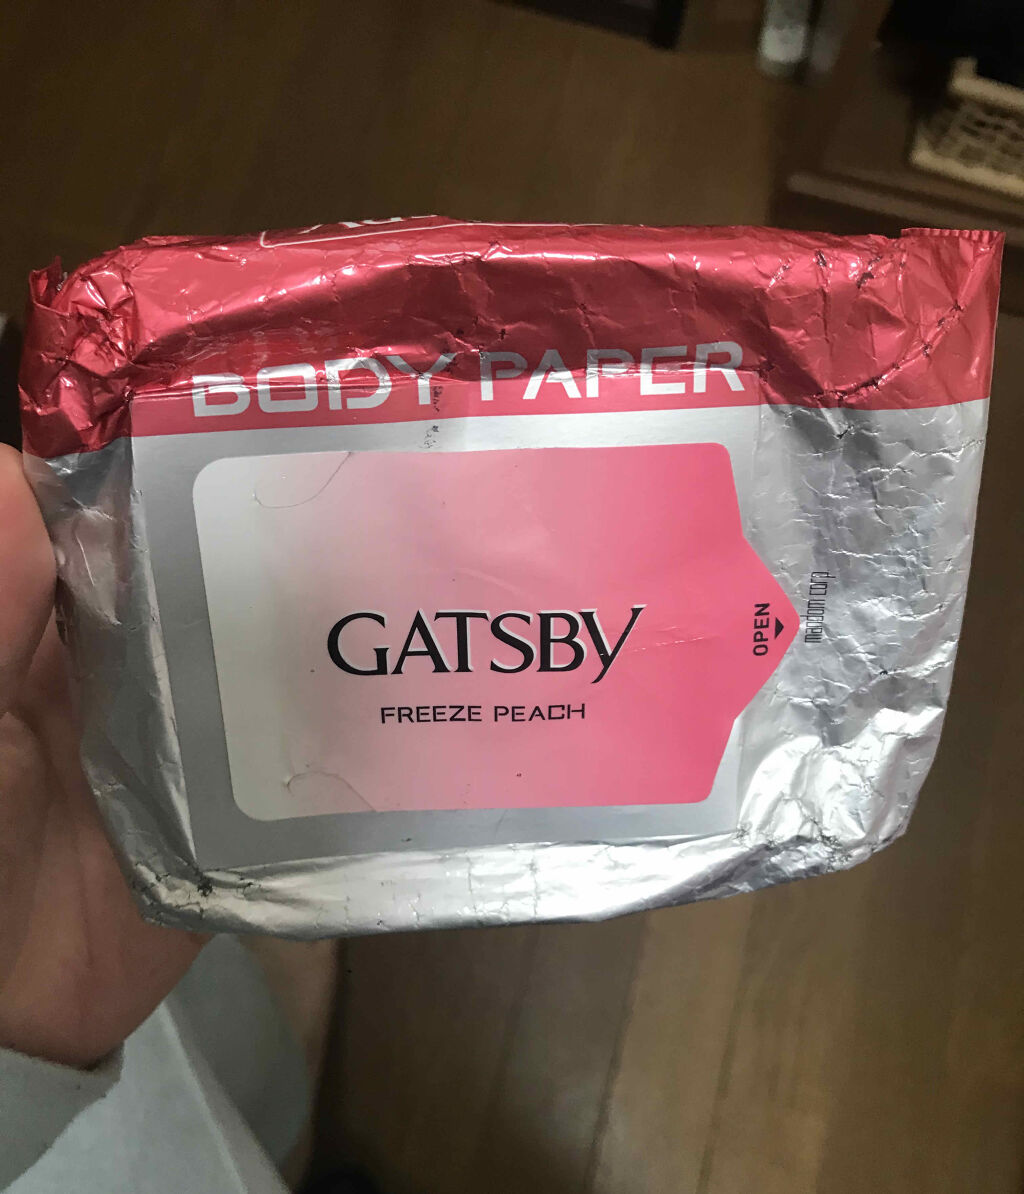 BODY PAPER
GATSBY
FREEZE PEACH
OPEN
mandom corp